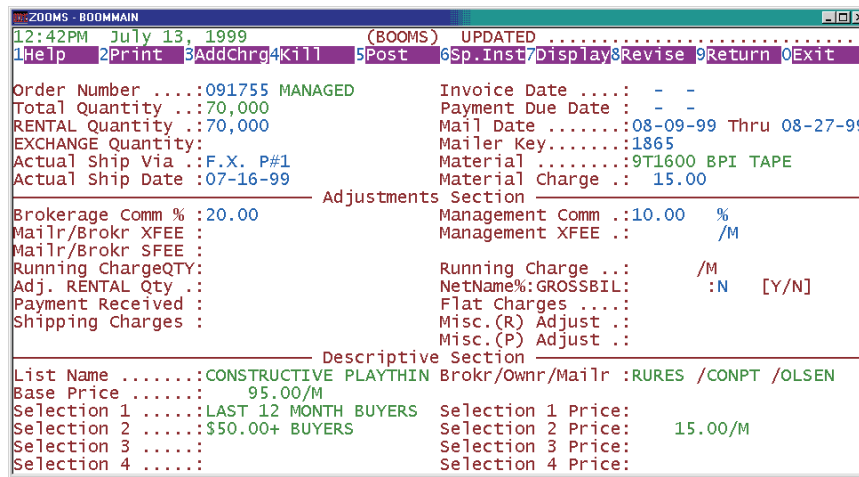 ZOOMS - BOOMMAIN
12:42PM  July 13, 1999             (BOOMS)  UPDATED ..............................
1Help   2Print  3AddChrg4Kill   5Post   6Sp.Inst7Display8Revise 9Return 0Exit
Order Number ....:091755 MANAGED         Invoice Date ....:  -  -
Total Quantity ..:70,000                 Payment Due Date :  -  -
RENTAL Quantity .:70,000                 Mail Date .......:08-09-99 Thru 08-27-99
EXCHANGE Quantity:                       Mailer Key.......:1865
Actual Ship Via .:F.X. P#1               Material ........:9T1600 BPI TAPE
Actual Ship Date :07-16-99               Material Charge .:  15.00
Adjustments Section
Brokerage Comm % :20.00                  Management Comm .:10.00   %
Mailr/Brokr XFEE :                       Management XFEE .:        /M
Mailr/Brokr SFEE :
Running ChargeQTY:                       Running Charge ..:      /M
Adj. RENTAL Qty .:                       NetName%:GROSSBIL:       :N   [Y/N]
Payment Received :                       Flat Charges ....:
Shipping Charges :                       Misc.(R) Adjust .:
Misc.(P) Adjust .:
Descriptive Section
List Name .......:CONSTRUCTIVE PLAYTHIN Brokr/Ownr/Mailr :RURES /CONPT /OLSEN
Base Price ......:    95.00/M
Selection 1 .....:LAST 12 MONTH BUYERS  Selection 1 Price:
Selection 2 .....:$50.00+ BUYERS        Selection 2 Price:    15.00/M
Selection 3 .....:                      Selection 3 Price:
Selection 4 .....:                      Selection 4 Price: